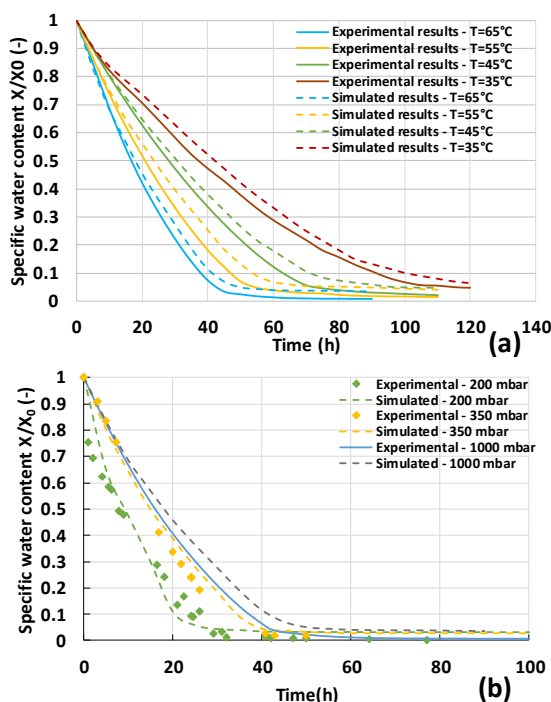 Specific water content X/X0 (-)
1
0.9
0.8
0.7
0.6
0.5
0.4
0.3
0.2
0.1
0
Experimental results - T=65°C
Experimental results - T=55°C
Experimental results - T=45°C
Experimental results - T=35°C
Simulated results - T=65°C
Simulated results - T=55°C
Simulated results - T=45°C
Simulated results - T=35°C
0 20 40 60 80 100 120 140
Time (h)
(a)
Specific water content X/X₀ (-)
1
0.9
0.8
0.7
0.6
0.5
0.4
0.3
0.2
0.1
0
Experimental - 200 mbar
Simulated - 200 mbar
Experimental - 350 mbar
Simulated - 350 mbar
Experimental - 1000 mbar
Simulated - 1000 mbar
0 20 40 60 80 100
Time(h)
(b)